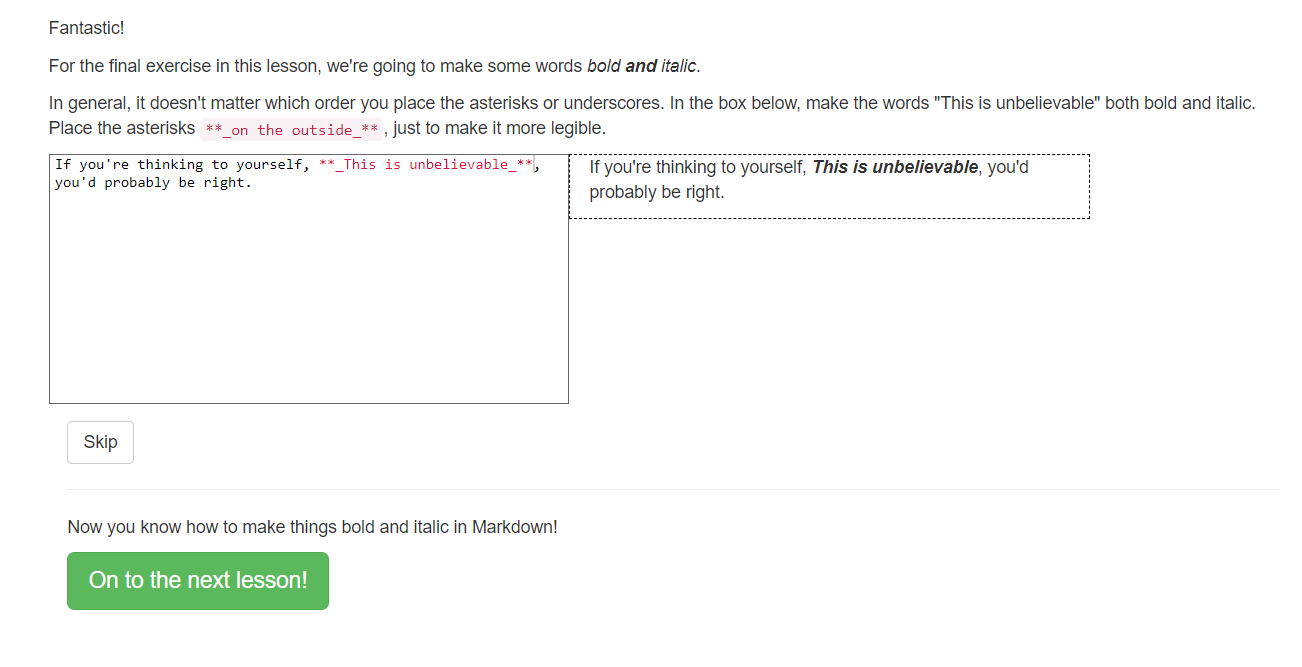 Fantastic!
For the final exercise in this lesson, we're going to make some words bold and italic.
In general, it doesn't matter which order you place the asterisks or underscores. In the box below, make the words "This is unbelievable" both bold and italic.
Place the asterisks **_on the outside_**, just to make it more legible.
If you're thinking to yourself, **_This is unbelievable_**,
you'd probably be right.
If you're thinking to yourself, This is unbelievable, you'd
probably be right.
Skip
Now you know how to make things bold and italic in Markdown!
On to the next lesson!